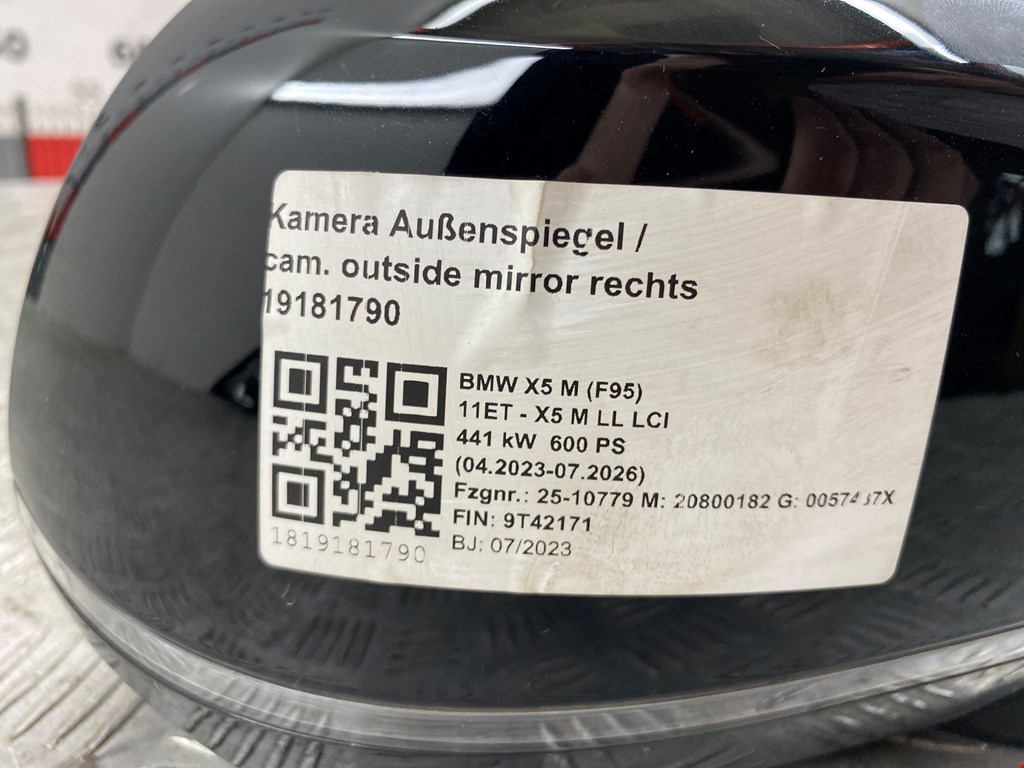 Kamera Außenspiegel /
cam. outside mirror rechts
19181790
BMW X5 M (F95)
11ET - X5 M LL LCI
441 kW 600 PS
(04.2023-07.2026)
Fzgnr.: 25-10779 M: 20800182 G:
FIN: 9T42171
BJ: 07/2023
1819181790